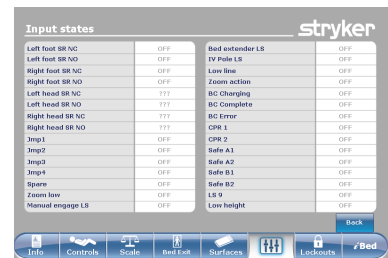 Input states
stryker
Left foot SR NC OFF
Left foot SR NO OFF
Right foot SR NC OFF
Right foot SR NO OFF
Left head SR NC ???
Left head SR NO ???
Right head SR NC ???
Right head SR NO ???
Jmp1 OFF
Jmp2 OFF
Jmp3 OFF
Jmp4 OFF
Spare OFF
Zoom low OFF
Manual engage LS OFF
Bed extender LS OFF
IV Pole LS OFF
Low line OFF
Zoom action OFF
BC Charging OFF
BC Complete OFF
BC Error OFF
CPR 1 OFF
CPR 2 OFF
Safe A1 OFF
Safe A2 OFF
Safe B1 OFF
Safe B2 OFF
LS 9 OFF
Low height OFF
Back
Info Controls Scale Bed Exit Surfaces Lockouts iBed